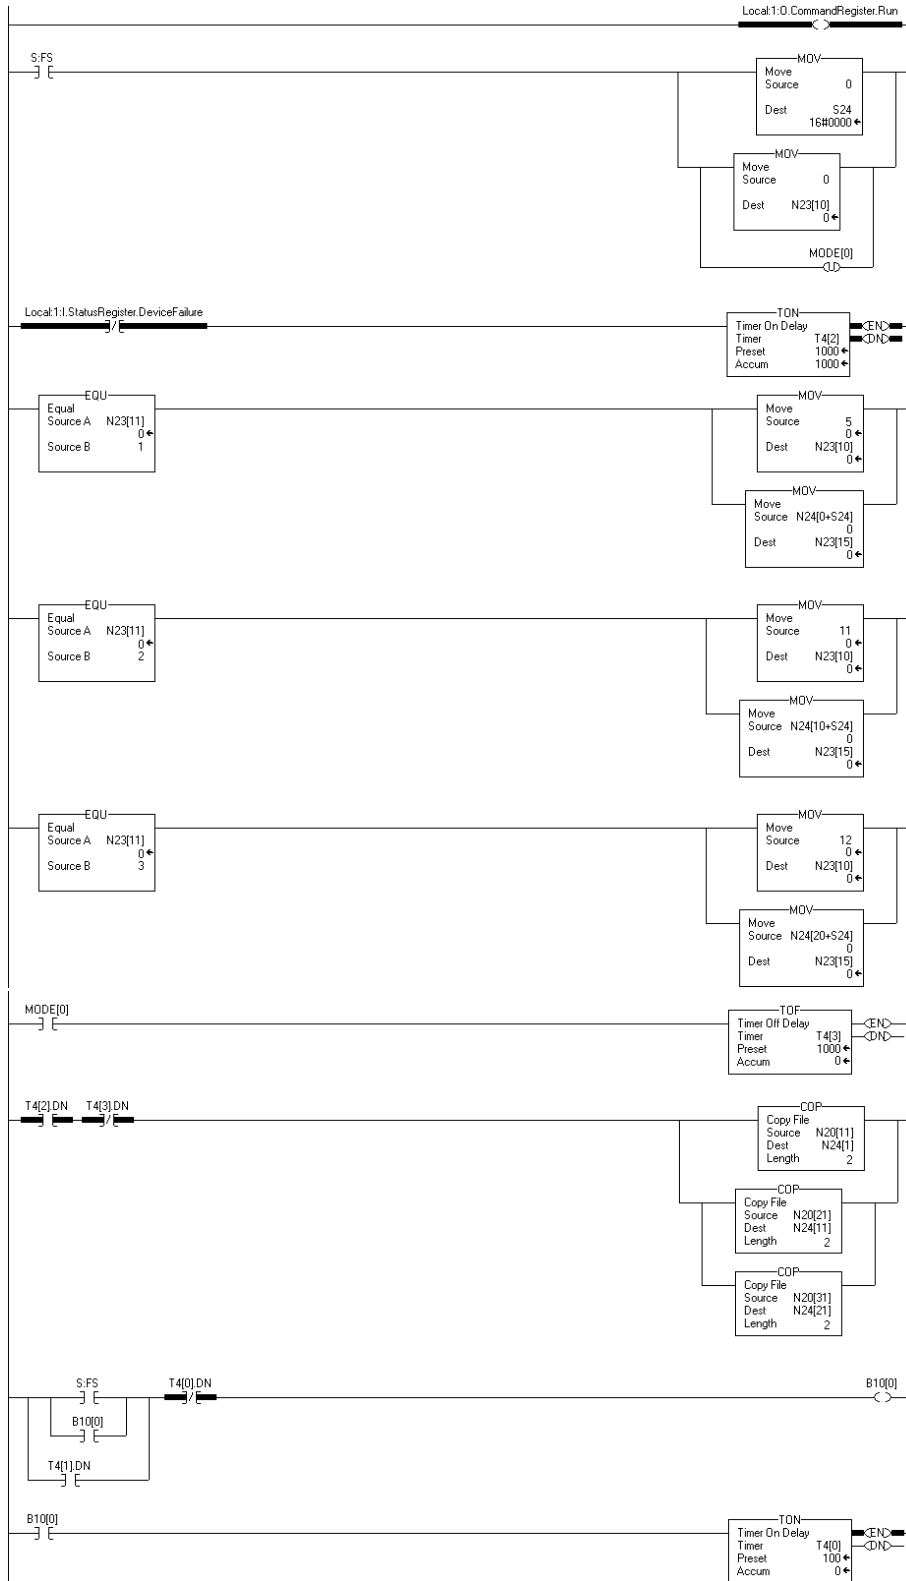 Local:1:O.CommandRegister.Run
S:FS
MOV
Move
Source 0
Dest S24
16#0000
MOV
Move
Source 0
Dest N23[10]
0
MODE[0]
U
Local:1:I.StatusRegister.DeviceFailure
TON
Timer On Delay
Timer T4[2]
Preset 1000
Accum 1000
EN
DN
EQU
Equal
Source A N23[11]
0
Source B 1
MOV
Move
Source 5
0
Dest N23[10]
0
MOV
Move
Source N24[0+S24]
0
Dest N23[15]
0
EQU
Equal
Source A N23[11]
0
Source B 2
MOV
Move
Source 11
0
Dest N23[10]
0
MOV
Move
Source N24[10+S24]
0
Dest N23[15]
0
EQU
Equal
Source A N23[11]
0
Source B 3
MOV
Move
Source 12
0
Dest N23[10]
0
MOV
Move
Source N24[20+S24]
0
Dest N23[15]
0
MODE[0]
TOF
Timer Off Delay
Timer T4[3]
Preset 1000
Accum 0
EN
DN
T4[2].DN T4[3].DN
COP
Copy File
Source N20[11]
Dest N24[1]
Length 2
COP
Copy File
Source N20[21]
Dest N24[11]
Length 2
COP
Copy File
Source N20[31]
Dest N24[21]
Length 2
S:FS T4[0].DN B10[0]
B10[0]
T4[1].DN
B10[0]
TON
Timer On Delay
Timer T4[0]
Preset 100
Accum 0
EN
DN